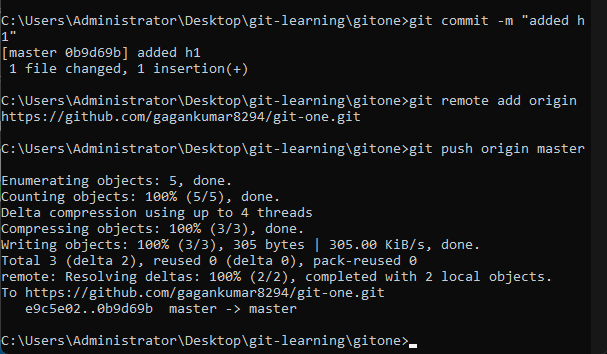 C:\Users\Administrator\Desktop\git-learning\gitone>git commit -m "added h
1"
[master 0b9d69b] added h1
 1 file changed, 1 insertion(+)
C:\Users\Administrator\Desktop\git-learning\gitone>git remote add origin
https://github.com/gagankumar8294/git-one.git
C:\Users\Administrator\Desktop\git-learning\gitone>git push origin master
Enumerating objects: 5, done.
Counting objects: 100% (5/5), done.
Delta compression using up to 4 threads
Compressing objects: 100% (3/3), done.
Writing objects: 100% (3/3), 305 bytes | 305.00 KiB/s, done.
Total 3 (delta 2), reused 0 (delta 0), pack-reused 0
remote: Resolving deltas: 100% (2/2), completed with 2 local objects.
To https://github.com/gagankumar8294/git-one.git
   e9c5e02..0b9d69b  master -> master
C:\Users\Administrator\Desktop\git-learning\gitone>